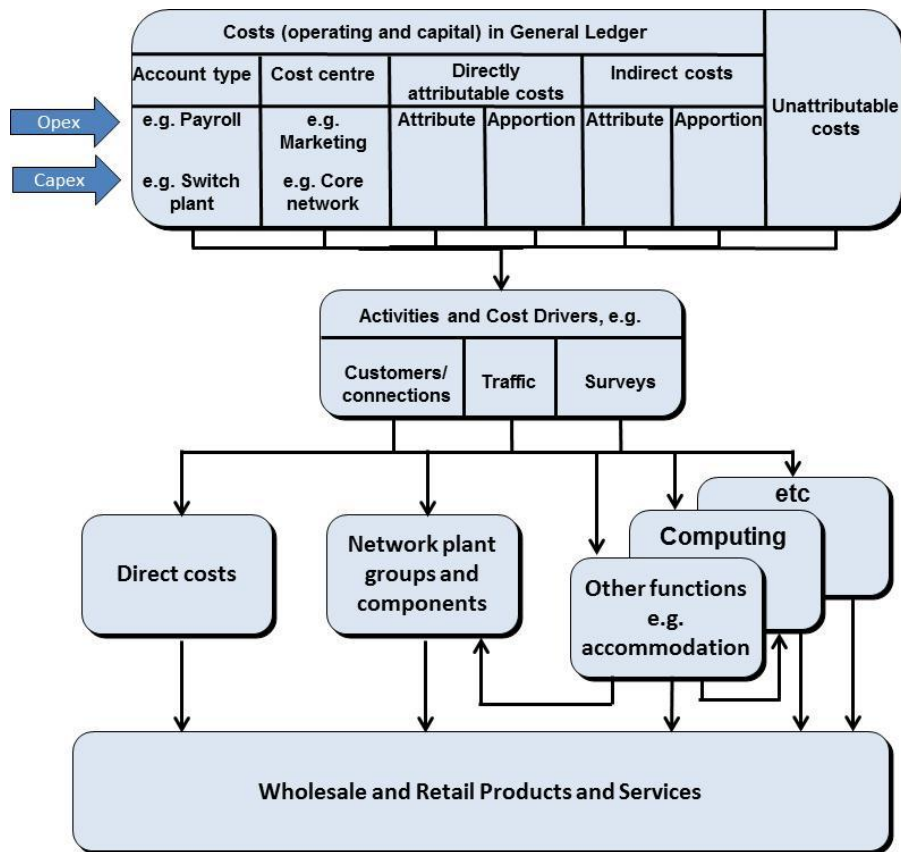 Costs (operating and capital) in General Ledger
Unattributable
costs
Account type
Cost centre
Directly
attributable costs
Indirect costs
Opex
e.g. Payroll
e.g.
Marketing
Attribute
Apportion
Attribute
Apportion
Capex
e.g. Switch
plant
e.g. Core
network
Activities and Cost Drivers, e.g.
Customers/
connections
Traffic
Surveys
Direct costs
Network plant
groups and
components
Other functions
e.g.
accommodation
Computing
etc
Wholesale and Retail Products and Services